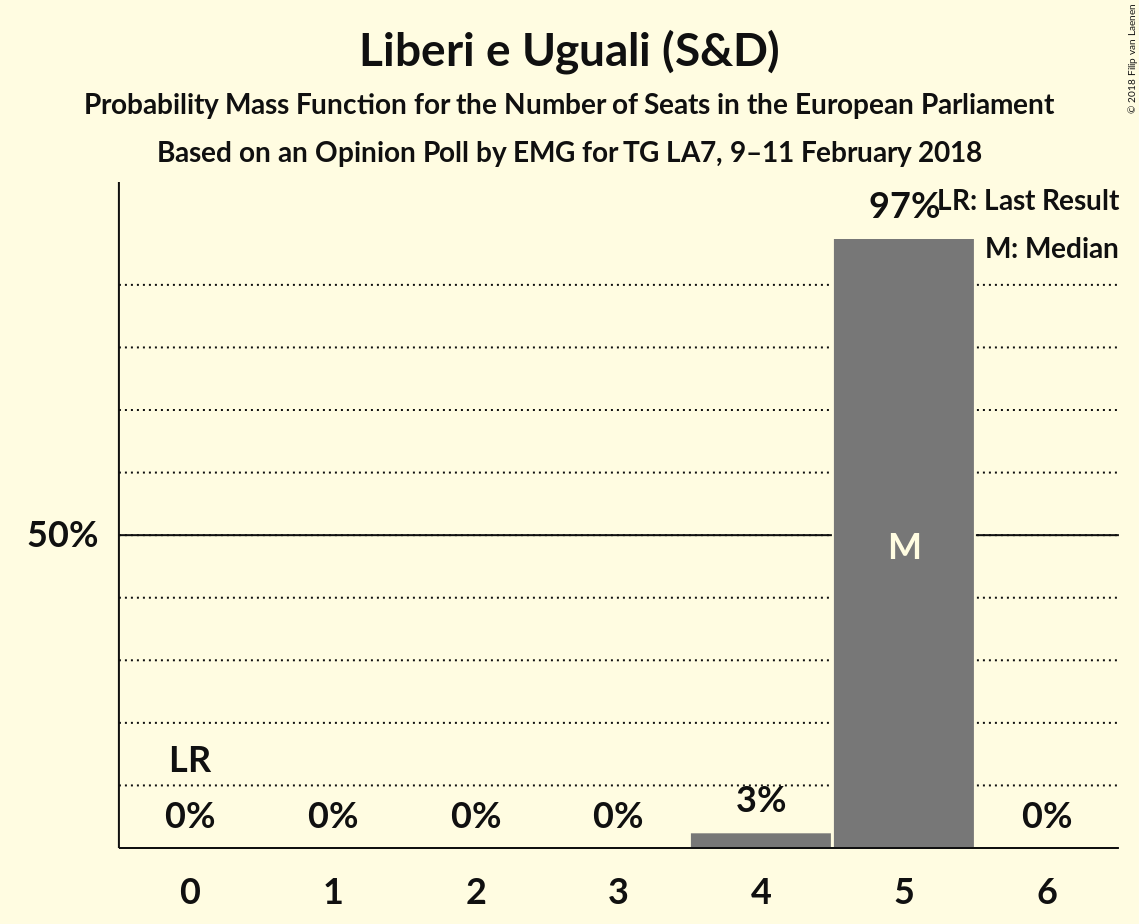 Liberi e Uguali (S&D)
Probability Mass Function for the Number of Seats in the European Parliament
Based on an Opinion Poll by EMG for TG LA7, 9–11 February 2018
© 2018 Filip van Laenen
97%
LR: Last Result
M: Median
50%
M
LR
0%
0%
0%
0%
3%
0%
0
1
2
3
4
5
6